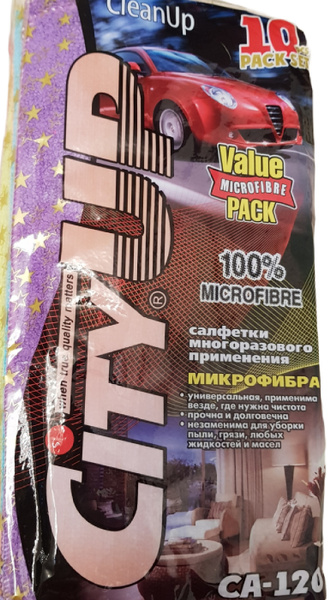 CleanUp
10
PACK-SET
Value
MICROFIBRE
PACK
100%
MICROFIBRE
CITY UP®
when true quality matters
салфетки
многоразового
применения
МИКРОФИБРА
• универсальная, применима
везде, где нужна чистота
• прочна и долговечна
• незаменима для уборки
пыли, грязи, любых
жидкостей и масел
CA-120